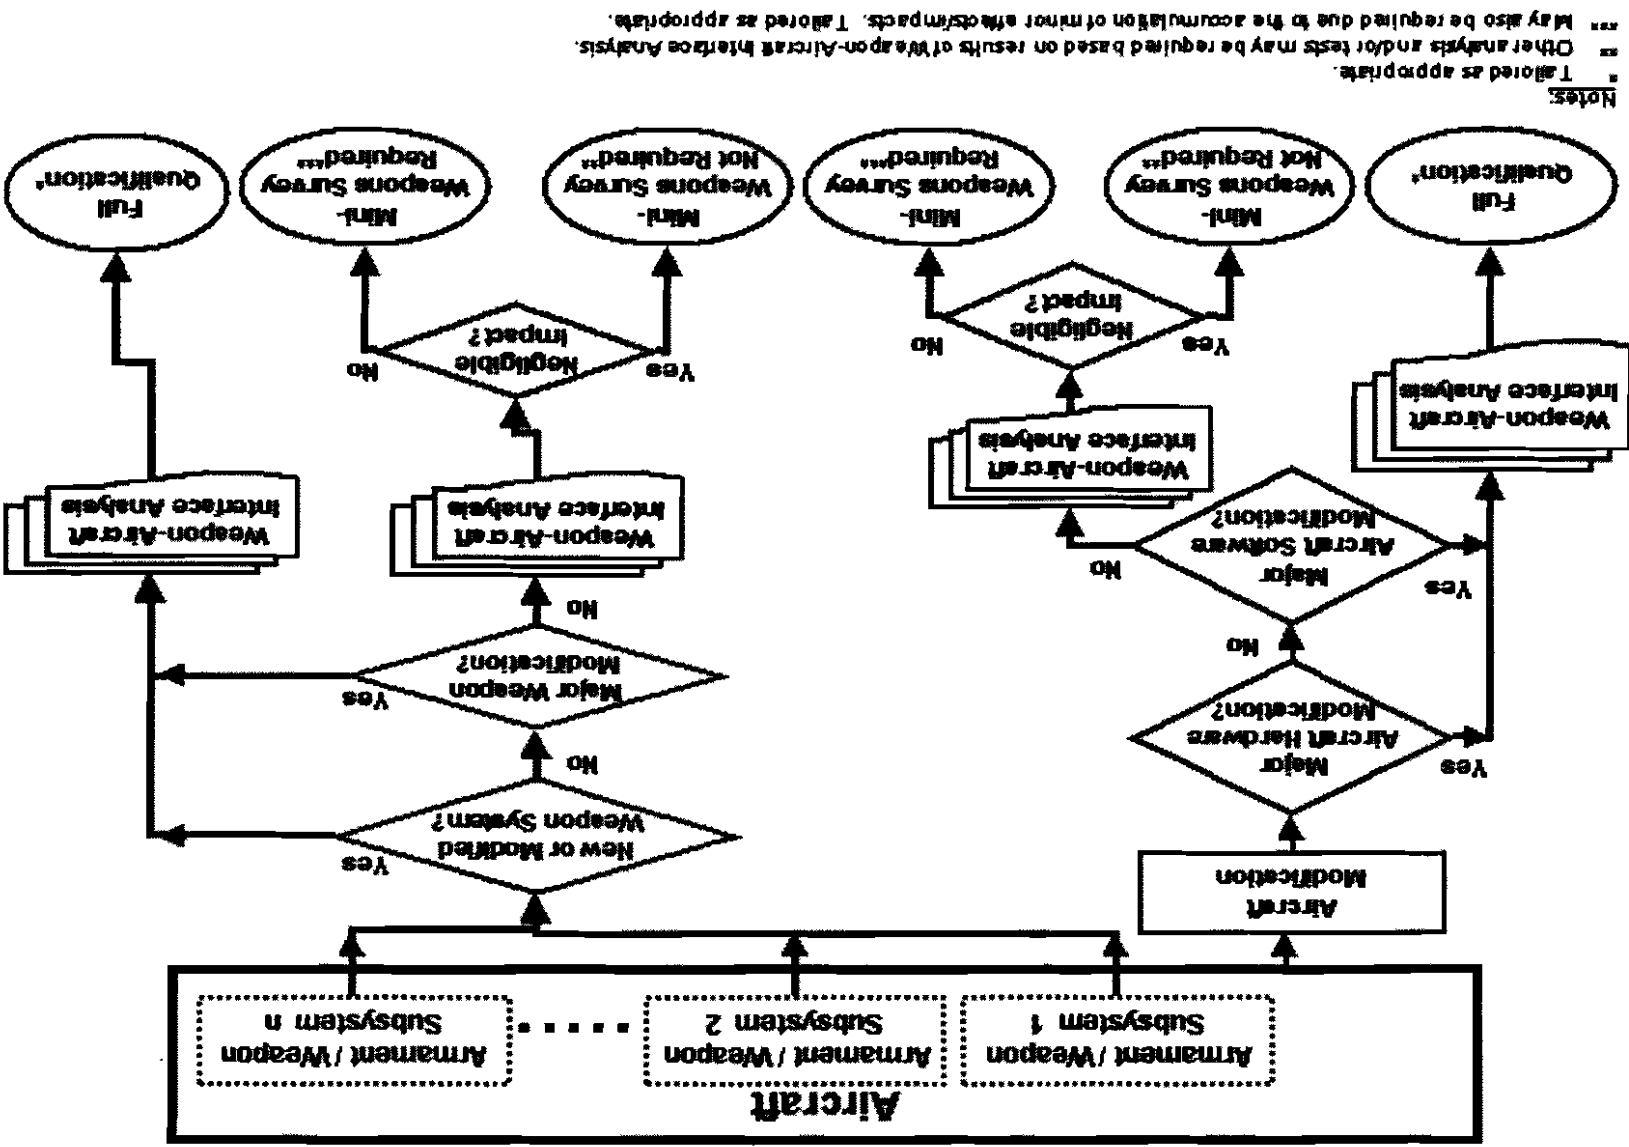 Aircraft
Armament / Weapon
Subsystem 1
Armament / Weapon
Subsystem 2
Armament / Weapon
Subsystem n
Aircraft
Modification
Major
Aircraft Hardware
Modification?
Yes
No
Major
Aircraft Software
Modification?
Yes
No
Weapon-Aircraft
Interface Analysis
Weapon-Aircraft
Interface Analysis
Negligible
Impact?
Yes
No
Full
Qualification*
Mini-
Weapons Survey
Not Required**
Mini-
Weapons Survey
Required***
New or Modified
Weapon System?
Yes
No
Major Weapon
Modification?
Yes
No
Weapon-Aircraft
Interface Analysis
Weapon-Aircraft
Interface Analysis
Negligible
Impact?
Yes
No
Mini-
Weapons Survey
Not Required**
Mini-
Weapons Survey
Required***
Full
Qualification*
Notes:
* Tailored as appropriate.
** Other analysis and/or tests may be required based on results of Weapon-Aircraft Interface Analysis.
*** May also be required due to the accumulation of minor effects/impacts. Tailored as appropriate.